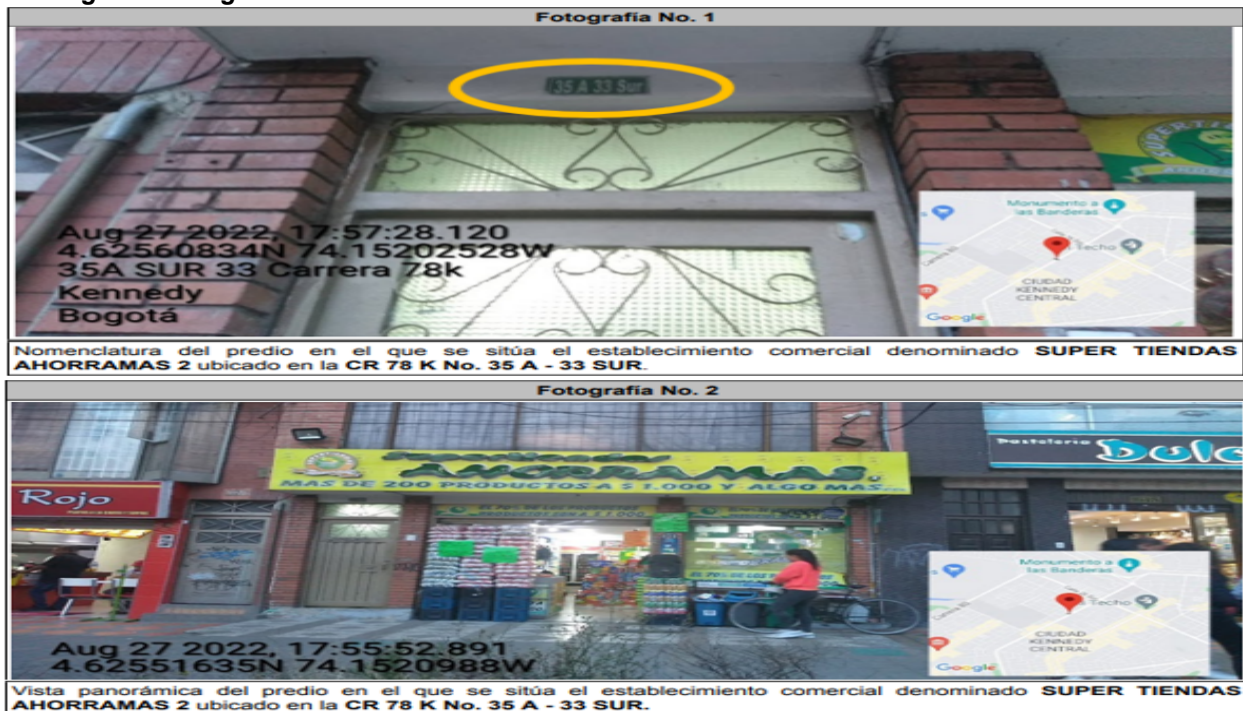 Fotografía No. 1
35 A 33 Sur
SUPERTIE
AHORR
Aug 27 2022, 17:57:28.120
4.62560834N 74.15202528W
35A SUR 33 Carrera 78k
Kennedy
Bogotá
Monumento a
las Banderas
Techo
CIUDAD
KENNEDY
CENTRAL
Google
Nomenclatura del predio en el que se sitúa el establecimiento comercial denominado SUPER TIENDAS
AHORRAMAS 2 ubicado en la CR 78 K No. 35 A - 33 SUR.
Fotografía No. 2
Rojo
AHORRAMAS
MAS DE 200 PRODUCTOS A $ 1.000 Y ALGO MAS...
Pastelería Dulc
Aug 27 2022, 17:55:52.891
4.62551635N 74.1520988W
Monumento a
las Banderas
Techo
CIUDAD
KENNEDY
CENTRAL
Google
Vista panorámica del predio en el que se sitúa el establecimiento comercial denominado SUPER TIENDAS
AHORRAMAS 2 ubicado en la CR 78 K No. 35 A - 33 SUR.